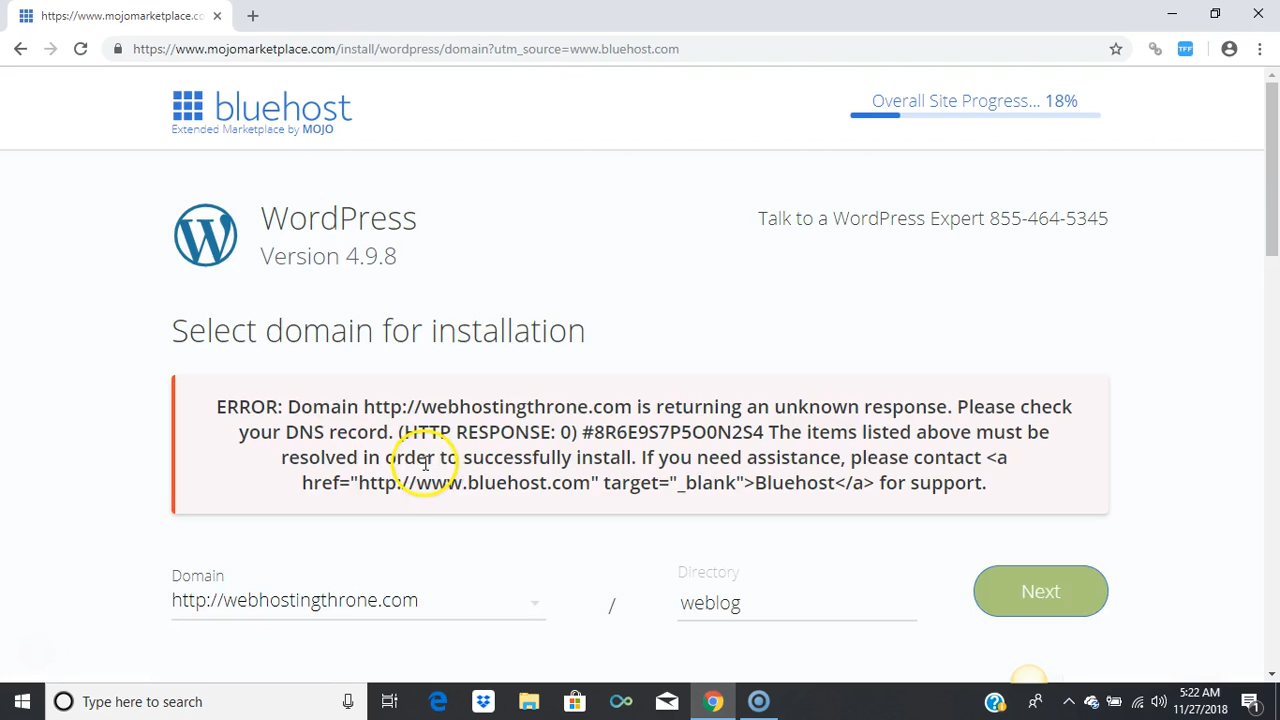 https://www.mojomarketplace.co
https://www.mojomarketplace.com/install/wordpress/domain?utm_source=www.bluehost.com
TFF
bluehost
Extended Marketplace by MOJO
Overall Site Progress... 18%
WordPress
Version 4.9.8
Talk to a WordPress Expert 855-464-5345
Select domain for installation
ERROR: Domain http://webhostingthrone.com is returning an unknown response. Please check
your DNS record. (HTTP RESPONSE: 0) #8R6E9S7P5O0N2S4 The items listed above must be
resolved in order to successfully install. If you need assistance, please contact <a
href="http://www.bluehost.com" target="_blank">Bluehost</a> for support.
Domain
http://webhostingthrone.com
/
Directory
weblog
Next
Type here to search
5:22 AM
11/27/2018
1